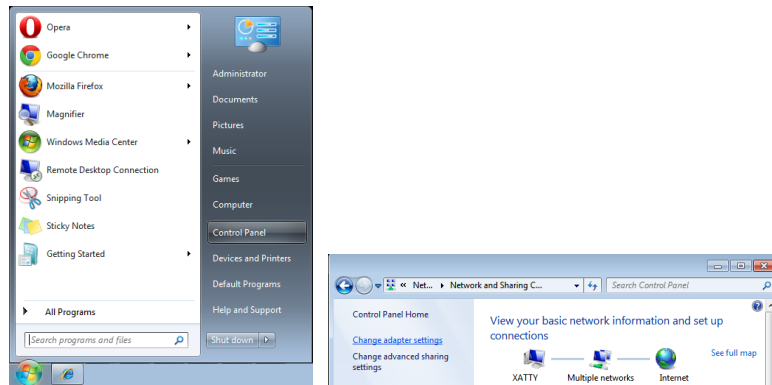 Opera
Google Chrome
Mozilla Firefox
Magnifier
Windows Media Center
Remote Desktop Connection
Snipping Tool
Sticky Notes
Getting Started
All Programs
Search programs and files
Administrator
Documents
Pictures
Music
Games
Computer
Control Panel
Devices and Printers
Default Programs
Help and Support
Shut down
« Net... Network and Sharing C...
Search Control Panel
Control Panel Home
Change adapter settings
Change advanced sharing
settings
View your basic network information and set up
connections
See full map
XATTY Multiple networks Internet